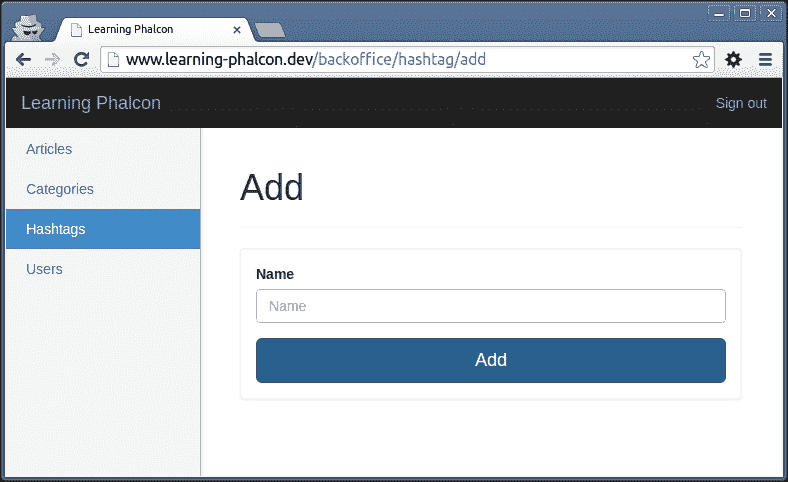 Learning Phalcon
www.learning-phalcon.dev/backoffice/hashtag/add
Learning Phalcon
Sign out
Articles
Categories
Hashtags
Users
Add
Name
Name
Add